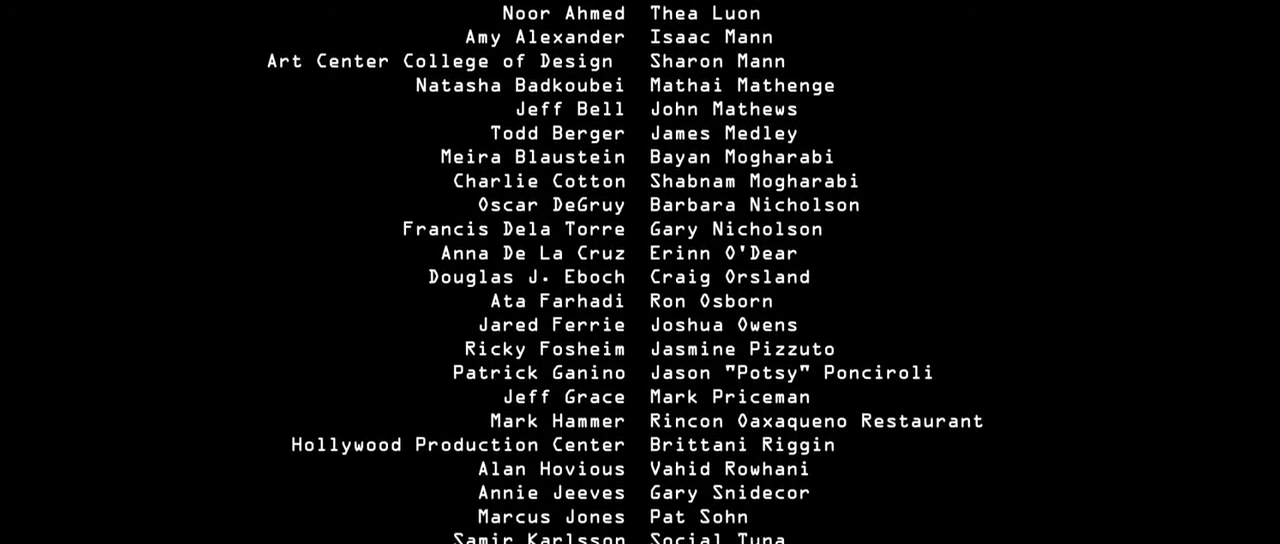 Noor Ahmed Thea Luon
Amy Alexander Isaac Mann
Art Center College of Design Sharon Mann
Natasha Badkoubei Mathai Mathenge
Jeff Bell John Mathews
Todd Berger James Medley
Meira Blaustein Bayan Mogharabi
Charlie Cotton Shabnam Mogharabi
Oscar DeGruy Barbara Nicholson
Francis Dela Torre Gary Nicholson
Anna De La Cruz Erinn O'Dear
Douglas J. Eboch Craig Orsland
Ata Farhadi Ron Osborn
Jared Ferrie Joshua Owens
Ricky Fosheim Jasmine Pizzuto
Patrick Ganino Jason "Potsy" Ponciroli
Jeff Grace Mark Priceman
Mark Hammer Rincon Oaxaqueno Restaurant
Hollywood Production Center Brittani Riggin
Alan Hovious Vahid Rowhani
Annie Jeeves Gary Snidecor
Marcus Jones Pat Sohn
Samir Karlsson Social Tuna